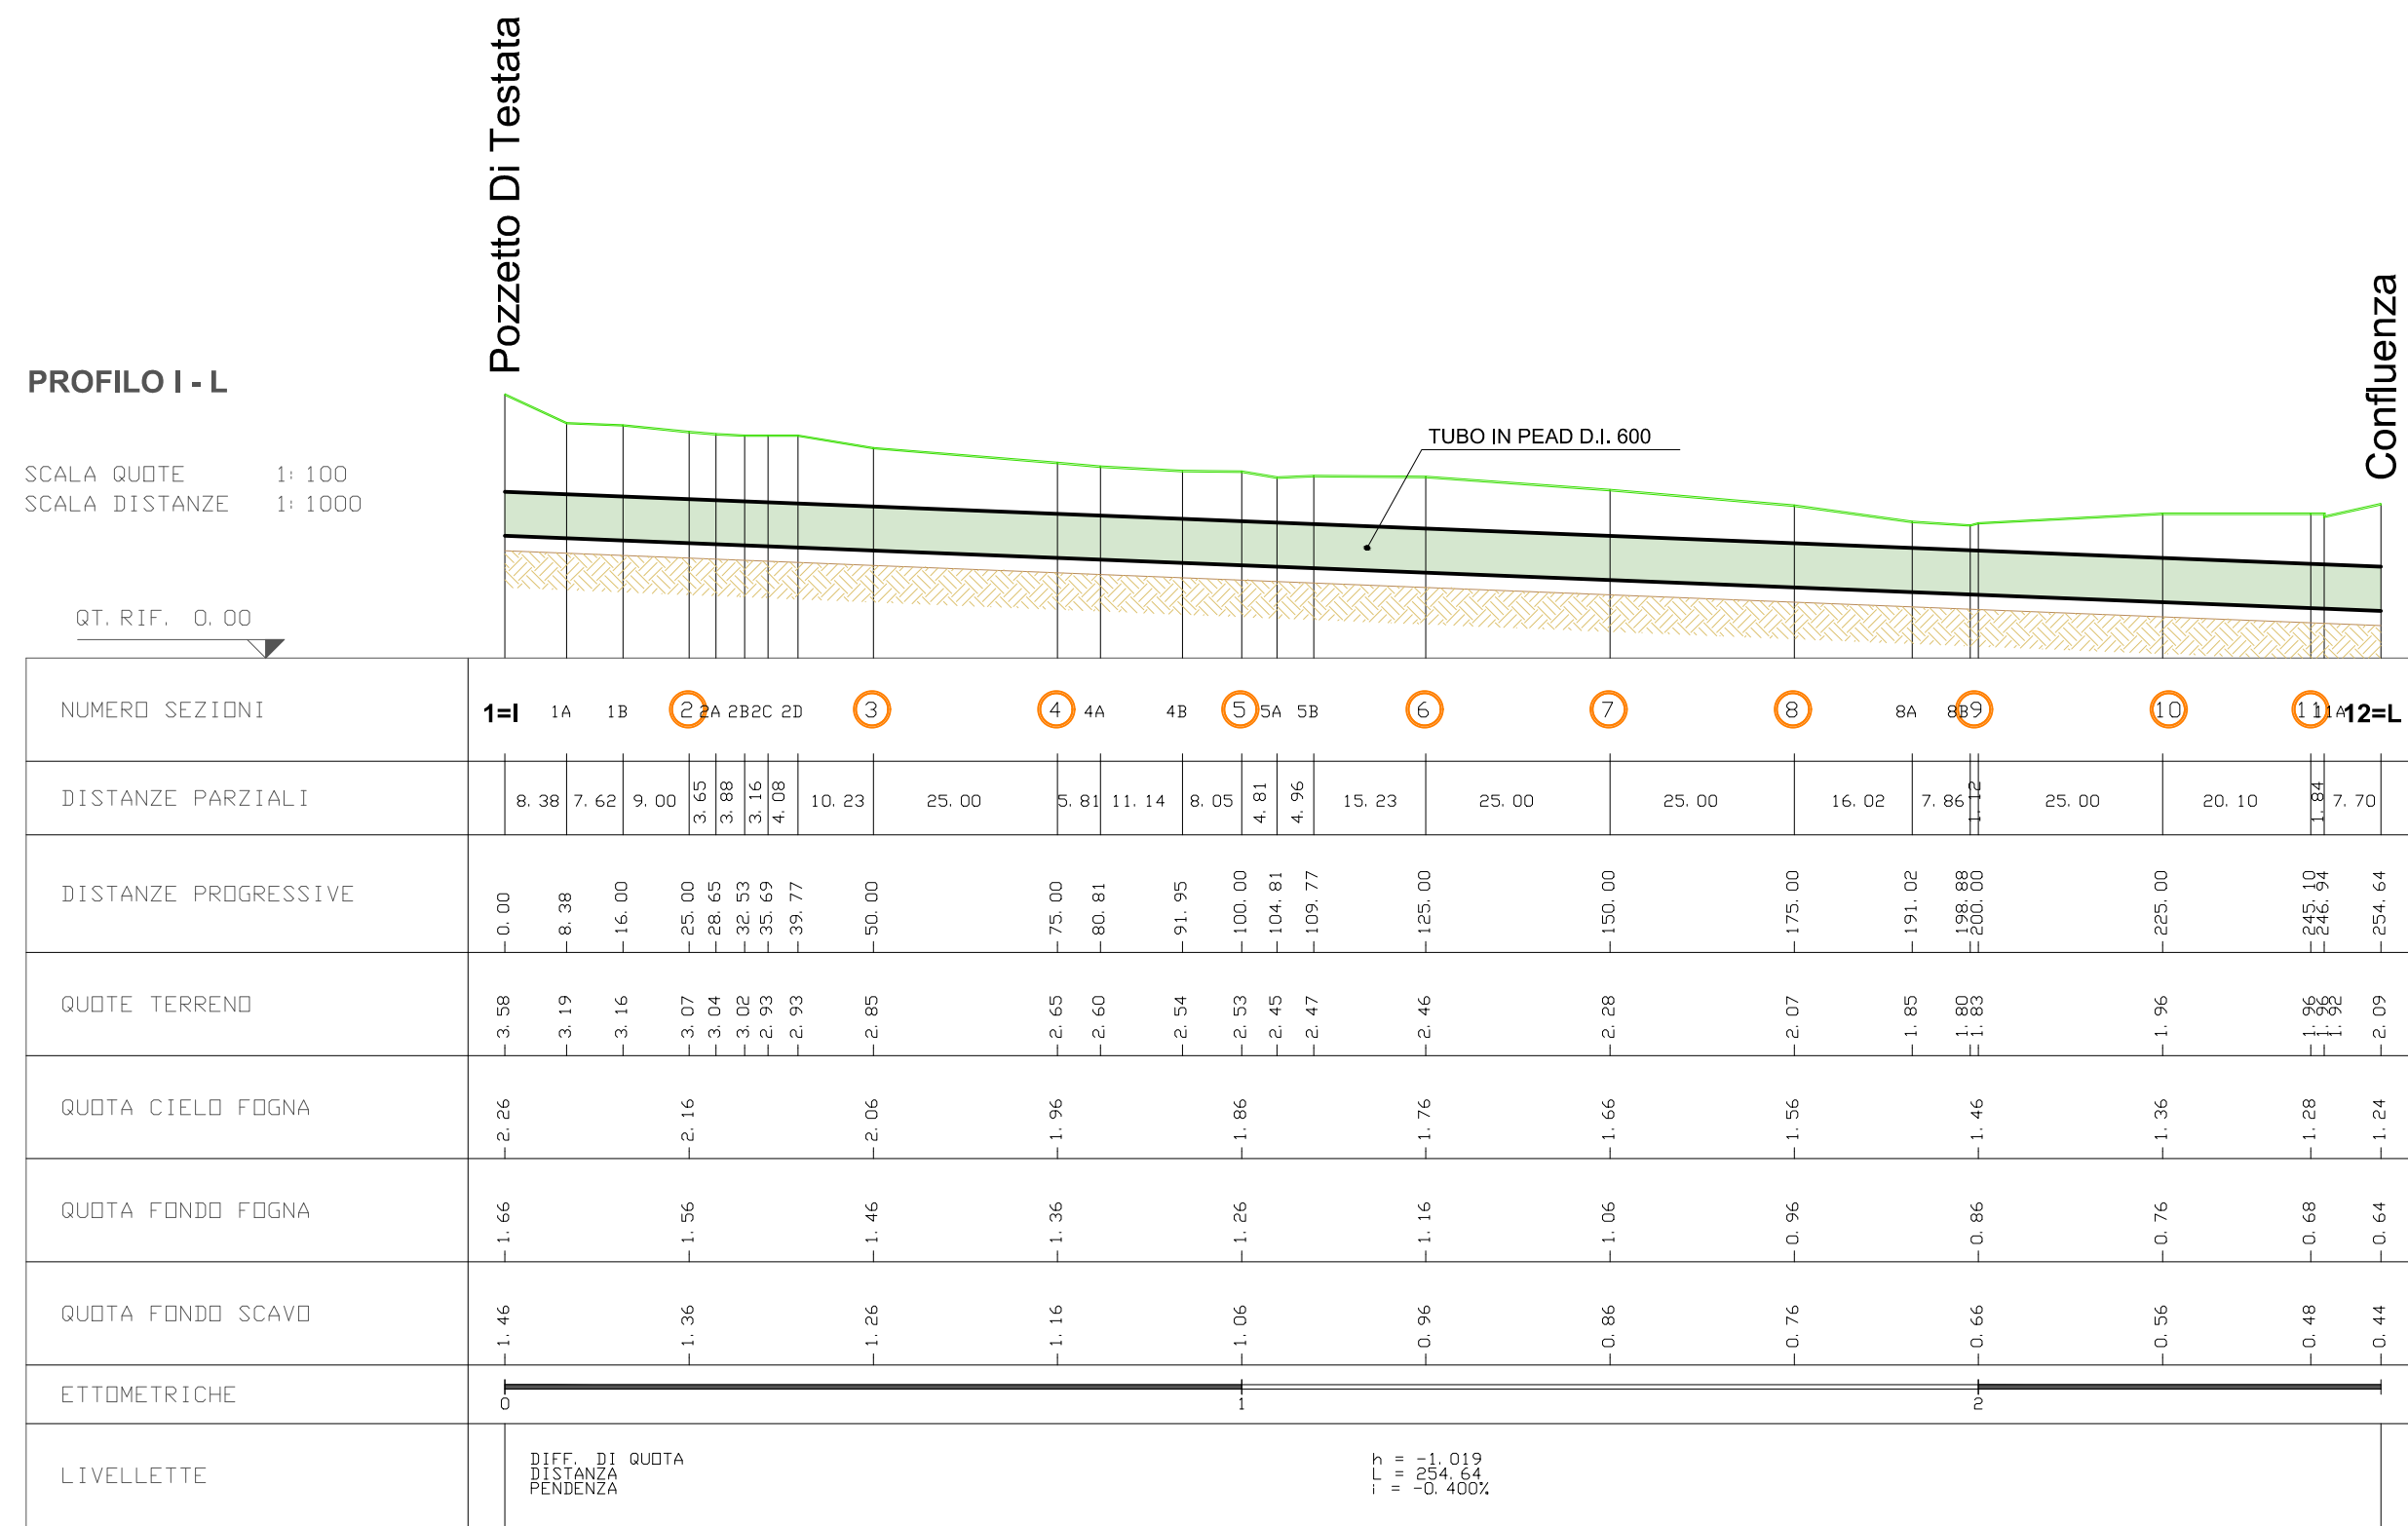 Pozzetto Di Testata
Confluenza
PROFILO I - L
SCALA QUOTE 1: 100
SCALA DISTANZE 1: 1000
TUBO IN PEAD D.I. 600
QT. RIF. 0. 00
NUMERO SEZIONI 1=I 1A 1B 2 2A 2B 2C 2D 3 4 4A 4B 5 5A 5B 6 7 8 8A 8B 9 10 11 11A 12=L
DISTANZE PARZIALI 8. 38 7. 62 9. 00 3. 65 3. 88 3. 16 4. 08 10. 23 25. 00 5. 81 11. 14 8. 05 4. 81 4. 96 15. 23 25. 00 25. 00 16. 02 7. 86 1. 12 25. 00 20. 10 1. 84 7. 70
DISTANZE PROGRESSIVE 0. 00 8. 38 16. 00 25. 00 28. 65 32. 53 35. 69 39. 77 50. 00 75. 00 80. 81 91. 95 100. 00 104. 81 109. 77 125. 00 150. 00 175. 00 191. 02 198. 88 200. 00 225. 00 245. 10 246. 94 254. 64
QUOTE TERRENO 3. 58 3. 19 3. 16 3. 07 3. 04 3. 02 2. 93 2. 93 2. 85 2. 65 2. 60 2. 54 2. 53 2. 45 2. 47 2. 46 2. 28 2. 07 1. 85 1. 80 1. 83 1. 96 1. 96 1. 96 1. 92 2. 09
QUOTA CIELO FOGNA 2. 26 2. 16 2. 06 1. 96 1. 86 1. 76 1. 66 1. 56 1. 46 1. 36 1. 28 1. 24
QUOTA FONDO FOGNA 1. 66 1. 56 1. 46 1. 36 1. 26 1. 16 1. 06 0. 96 0. 86 0. 76 0. 68 0. 64
QUOTA FONDO SCAVO 1. 46 1. 36 1. 26 1. 16 1. 06 0. 96 0. 86 0. 76 0. 66 0. 56 0. 48 0. 44
ETTOMETRICHE 0 1 2
LIVELLETTE
DIFF. DI QUOTA h = -1. 019
DISTANZA L = 254. 64
PENDENZA i = -0. 400%